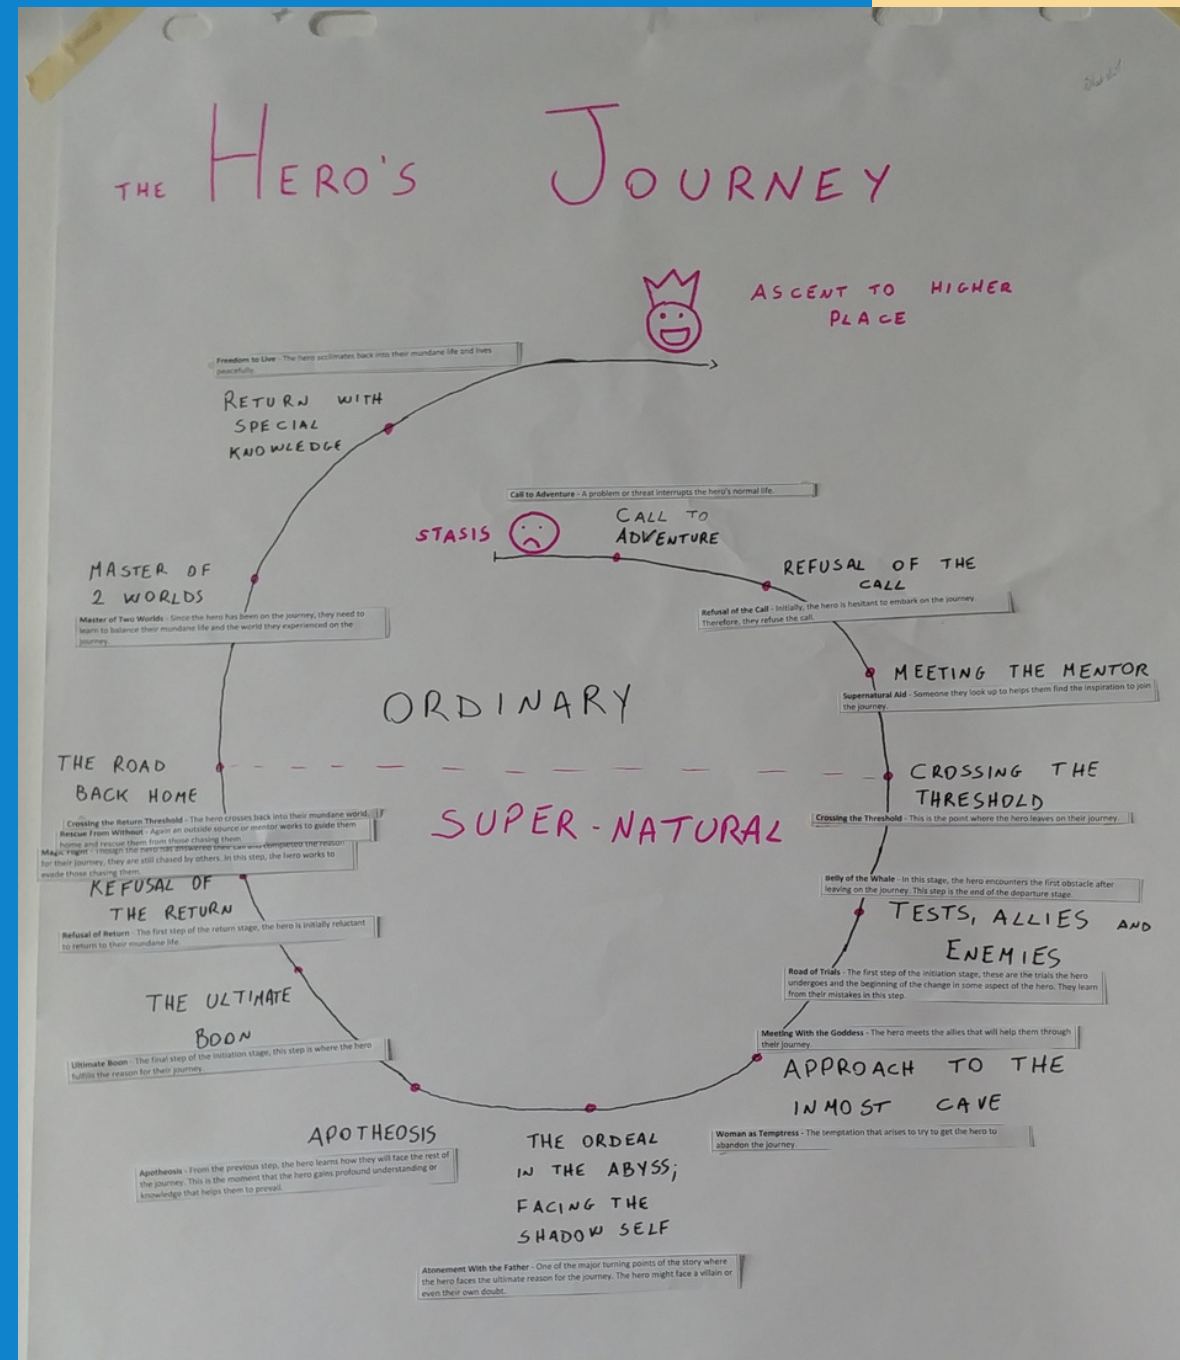 THE HERO'S JOURNEY
ASCENT TO HIGHER
PLACE
Freedom to Live - The hero acclimates back into their mundane life and lives
peacefully.
RETURN WITH
SPECIAL
KNOWLEDGE
Call to Adventure - A problem or threat interrupts the hero's normal life.
STASIS
CALL TO
ADVENTURE
REFUSAL OF THE
CALL
Refusal of the Call - Initially, the hero is hesitant to embark on the journey.
Therefore, they refuse the call.
MASTER OF
2 WORLDS
Master of Two Worlds - Since the hero has been on the journey, they need to
learn to balance their mundane life and the world they experienced on the
journey.
MEETING THE MENTOR
Supernatural Aid - Someone they look up to helps them find the inspiration to join
the journey.
ORDINARY
THE ROAD
BACK HOME
CROSSING THE
THRESHOLD
Crossing the Threshold - This is the point where the hero leaves on their journey.
SUPER-NATURAL
Crossing the Return Threshold - The hero crosses back into their mundane world.
Rescue From Without - Again an outside source or mentor works to guide them
home and rescue them from those chasing them.
Magic Flight - Though the hero has answered their call and completed the reason
for their journey, they are still chased by others. In this step, the hero works to
evade those chasing them.
REFUSAL OF
THE RETURN
Refusal of Return - The first step of the return stage, the hero is initially reluctant
to return to their mundane life.
Belly of the Whale - In this stage, the hero encounters the first obstacle after
leaving on the journey. This step is the end of the departure stage.
TESTS, ALLIES AND
ENEMIES
Road of Trials - The first step of the initiation stage, these are the trials the hero
undergoes and the beginning of the change in some aspect of the hero. They learn
from their mistakes in this step.
THE ULTIMATE
BOON
Ultimate Boon - The final step of the initiation stage, this step is where the hero
fulfills the reason for their journey.
Meeting With the Goddess - The hero meets the allies that will help them through
their journey.
APPROACH TO THE
INMOST CAVE
Woman as Temptress - The temptation that arises to try to get the hero to
abandon the journey.
APOTHEOSIS
Apotheosis - From the previous step, the hero learns how they will face the rest of
the journey. This is the moment that the hero gains profound understanding or
knowledge that helps them to prevail.
THE ORDEAL
IN THE ABYSS;
FACING THE
SHADOW SELF
Atonement With the Father - One of the major turning points of the story where
the hero faces the ultimate reason for the journey. The hero might face a villain or
even their own doubt.